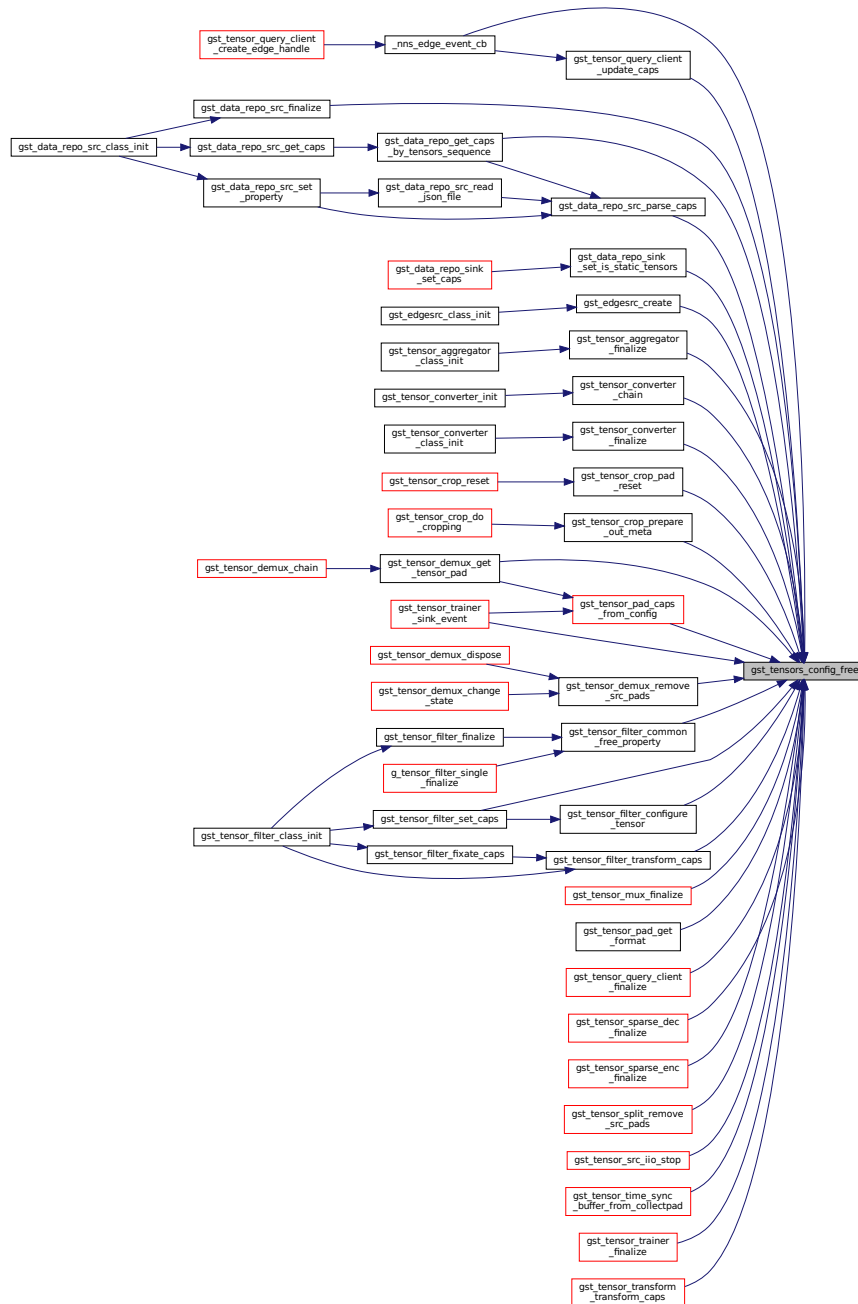 gst_tensor_query_client
_create_edge_handle
_nns_edge_event_cb
gst_tensor_query_client
_update_caps
gst_data_repo_src_finalize
gst_data_repo_src_class_init
gst_data_repo_src_get_caps
gst_data_repo_get_caps
_by_tensors_sequence
gst_data_repo_src_set
_property
gst_data_repo_src_read
_json_file
gst_data_repo_src_parse_caps
gst_data_repo_sink
_set_caps
gst_data_repo_sink
_set_is_static_tensors
gst_edgesrc_class_init
gst_edgesrc_create
gst_tensor_aggregator
_class_init
gst_tensor_aggregator
_finalize
gst_tensor_converter_init
gst_tensor_converter
_chain
gst_tensor_converter
_class_init
gst_tensor_converter
_finalize
gst_tensor_crop_reset
gst_tensor_crop_pad
_reset
gst_tensor_crop_do
_cropping
gst_tensor_crop_prepare
_out_meta
gst_tensor_demux_chain
gst_tensor_demux_get
_tensor_pad
gst_tensor_trainer
_sink_event
gst_tensor_pad_caps
_from_config
gst_tensors_config_free
gst_tensor_demux_dispose
gst_tensor_demux_change
_state
gst_tensor_demux_remove
_src_pads
gst_tensor_filter_finalize
gst_tensor_filter_common
_free_property
g_tensor_filter_single
_finalize
gst_tensor_filter_class_init
gst_tensor_filter_set_caps
gst_tensor_filter_configure
_tensor
gst_tensor_filter_fixate_caps
gst_tensor_filter_transform_caps
gst_tensor_mux_finalize
gst_tensor_pad_get
_format
gst_tensor_query_client
_finalize
gst_tensor_sparse_dec
_finalize
gst_tensor_sparse_enc
_finalize
gst_tensor_split_remove
_src_pads
gst_tensor_src_iio_stop
gst_tensor_time_sync
_buffer_from_collectpad
gst_tensor_trainer
_finalize
gst_tensor_transform
_transform_caps